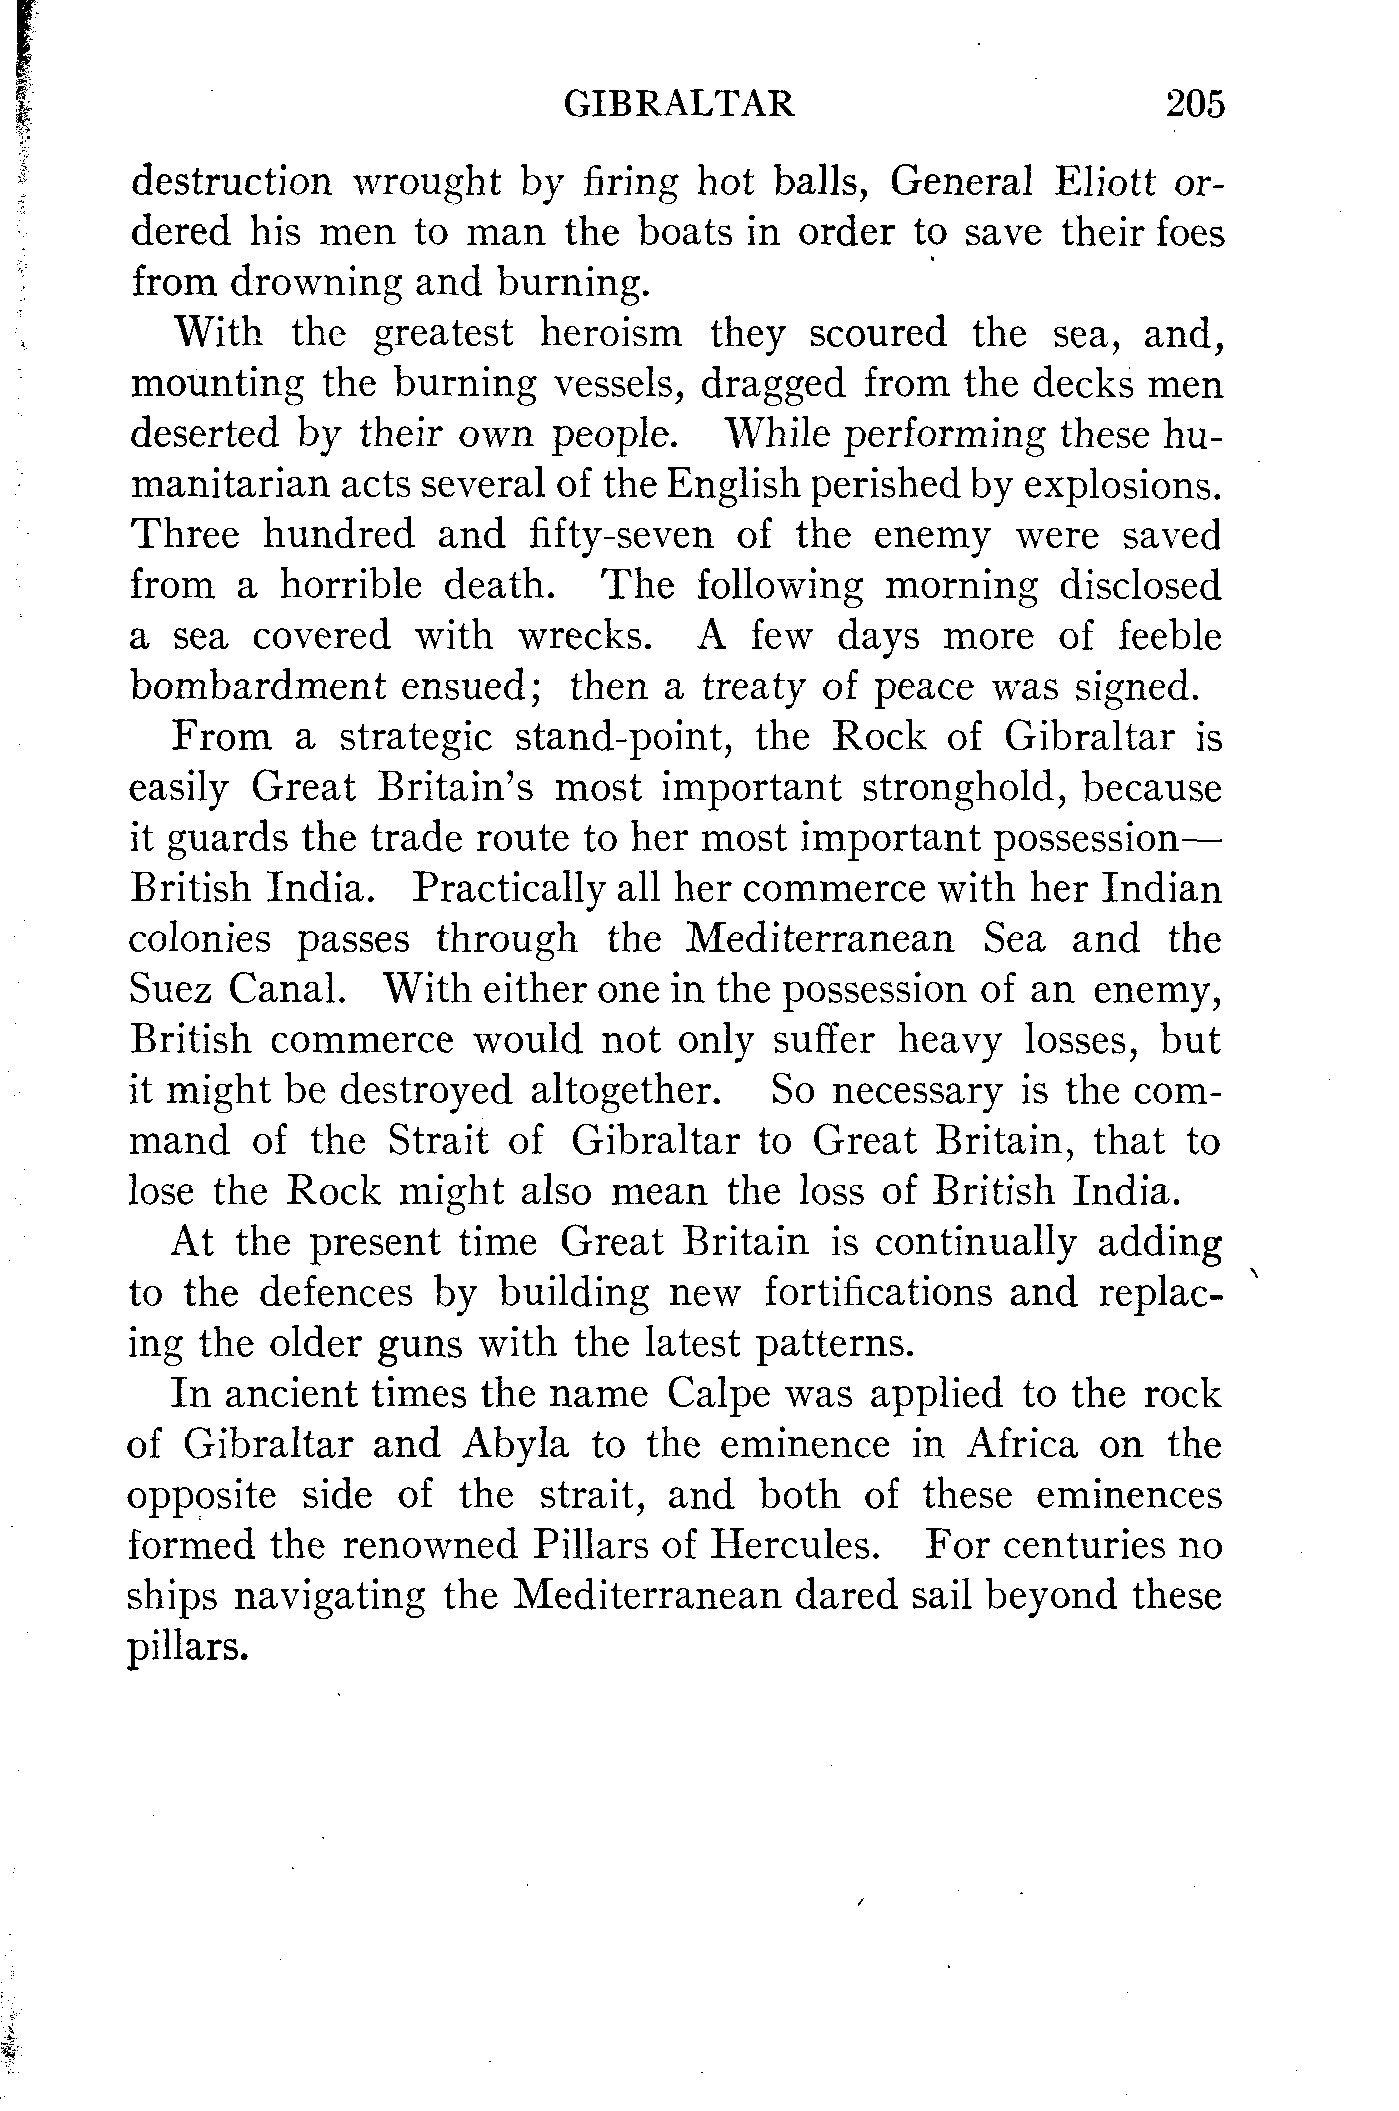 GIBRALTAR 205
destruction wrought by firing hot balls, General Eliott or-
dered his men to man the boats in order to save their foes
from drowning and burning.
With the greatest heroism they scoured the sea, and,
mounting the burning vessels, dragged from the decks men
deserted by their own people. While performing these hu-
manitarian acts several of the English perished by explosions.
Three hundred and fifty-seven of the enemy were saved
from a horrible death. The following morning disclosed
a sea covered with wrecks. A few days more of feeble
bombardment ensued; then a treaty of peace was signed.
From a strategic stand-point, the Rock of Gibraltar is
easily Great Britain's most important stronghold, because
it guards the trade route to her most important possession—
British India. Practically all her commerce with her Indian
colonies passes through the Mediterranean Sea and the
Suez Canal. With either one in the possession of an enemy,
British commerce would not only suffer heavy losses, but
it might be destroyed altogether. So necessary is the com-
mand of the Strait of Gibraltar to Great Britain, that to
lose the Rock might also mean the loss of British India.
At the present time Great Britain is continually adding
to the defences by building new fortifications and replac-
ing the older guns with the latest patterns.
In ancient times the name Calpe was applied to the rock
of Gibraltar and Abyla to the eminence in Africa on the
opposite side of the strait, and both of these eminences
formed the renowned Pillars of Hercules. For centuries no
ships navigating the Mediterranean dared sail beyond these
pillars.